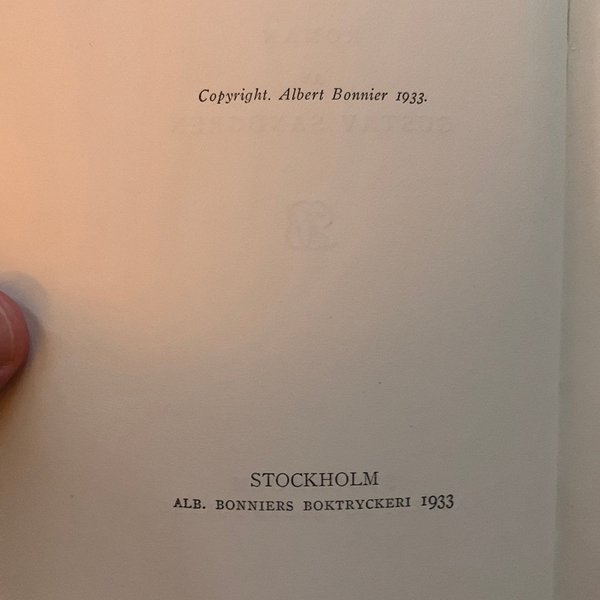 Copyright. Albert Bonnier 1933.
STOCKHOLM
ALB. BONNIERS BOKTRYCKERI 1933